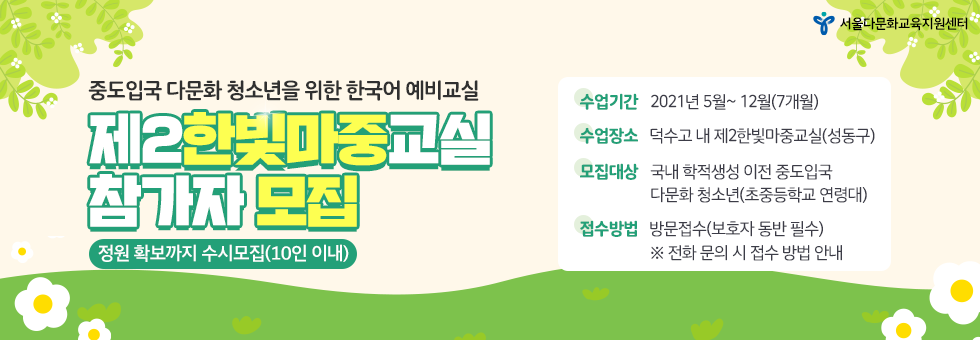 서울다문화교육지원센터
중도입국 다문화 청소년을 위한 한국어 예비교실
제2한빛마중교실
참가자 모집
정원 확보까지 수시모집(10인 이내)
수업기간 2021년 5월~ 12월(7개월)
수업장소 덕수고 내 제2한빛마중교실(성동구)
모집대상 국내 학적생성 이전 중도입국
다문화 청소년(초중등학교 연령대)
접수방법 방문접수(보호자 동반 필수)
※ 전화 문의 시 접수 방법 안내